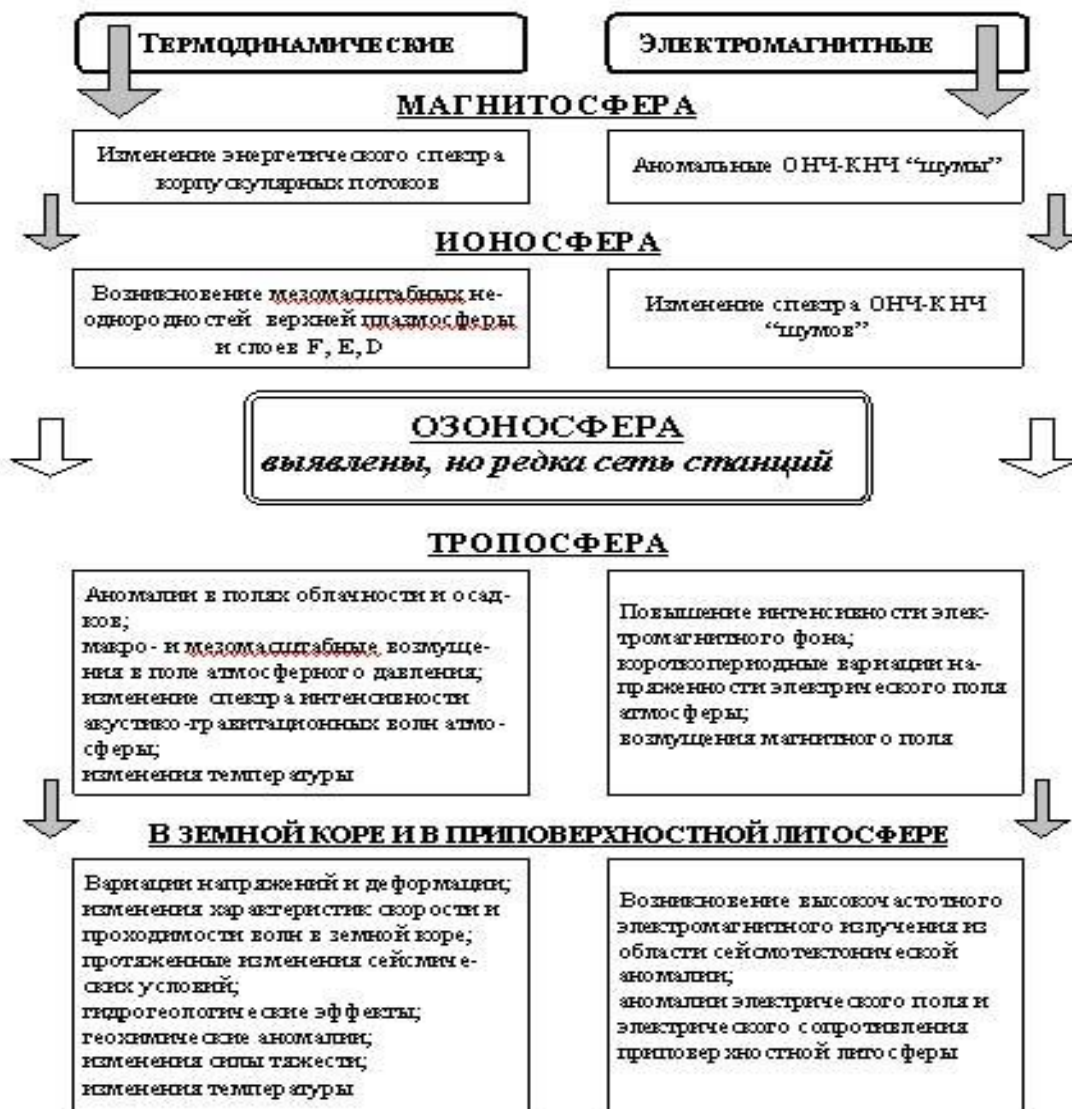 ТЕРМОДИНАМИЧЕСКИЕ
ЭЛЕКТРОМАГНИТНЫЕ
МАГНИТОСФЕРА
Изменение энергетического спектра
корпускулярных потоков
Аномальные ОНЧ-КНЧ “шумы”
ИОНОСФЕРА
Возникновение мезомасштабных не-
однородностей верхней плазмосферы
и слоев F, E, D
Изменение спектра ОНЧ-КНЧ
“шумов”
ОЗОНОСФЕРА
выявлены, но редка сеть станций
ТРОПОСФЕРА
Аномалии в полях облачности и осад-
ков;
макро- и мезомасштабные возмуще-
ния в поле атмосферного давления;
изменение спектра интенсивности
акустико-гравитационных волн атмо-
сферы;
изменения температуры
Повышение интенсивности элек-
тромагнитного фона;
короткопериодные вариации на-
пряженности электрического поля
атмосферы;
возмущения магнитного поля
В ЗЕМНОЙ КОРЕ И В ПРИПОВЕРХНОСТНОЙ ЛИТОСФЕРЕ
Вариации напряжений и деформации;
изменения характеристик скорости и
проходимости волн в земной коре;
протяженные изменения сейсмиче-
ских условий;
гидрогеологические эффекты;
геохимические аномалии;
изменения силы тяжести;
изменения температуры
Возникновение высокочастотного
электромагнитного излучения из
области сейсмотектонической
аномалии;
аномалии электрического поля и
электрического сопротивления
приповерхностной литосферы